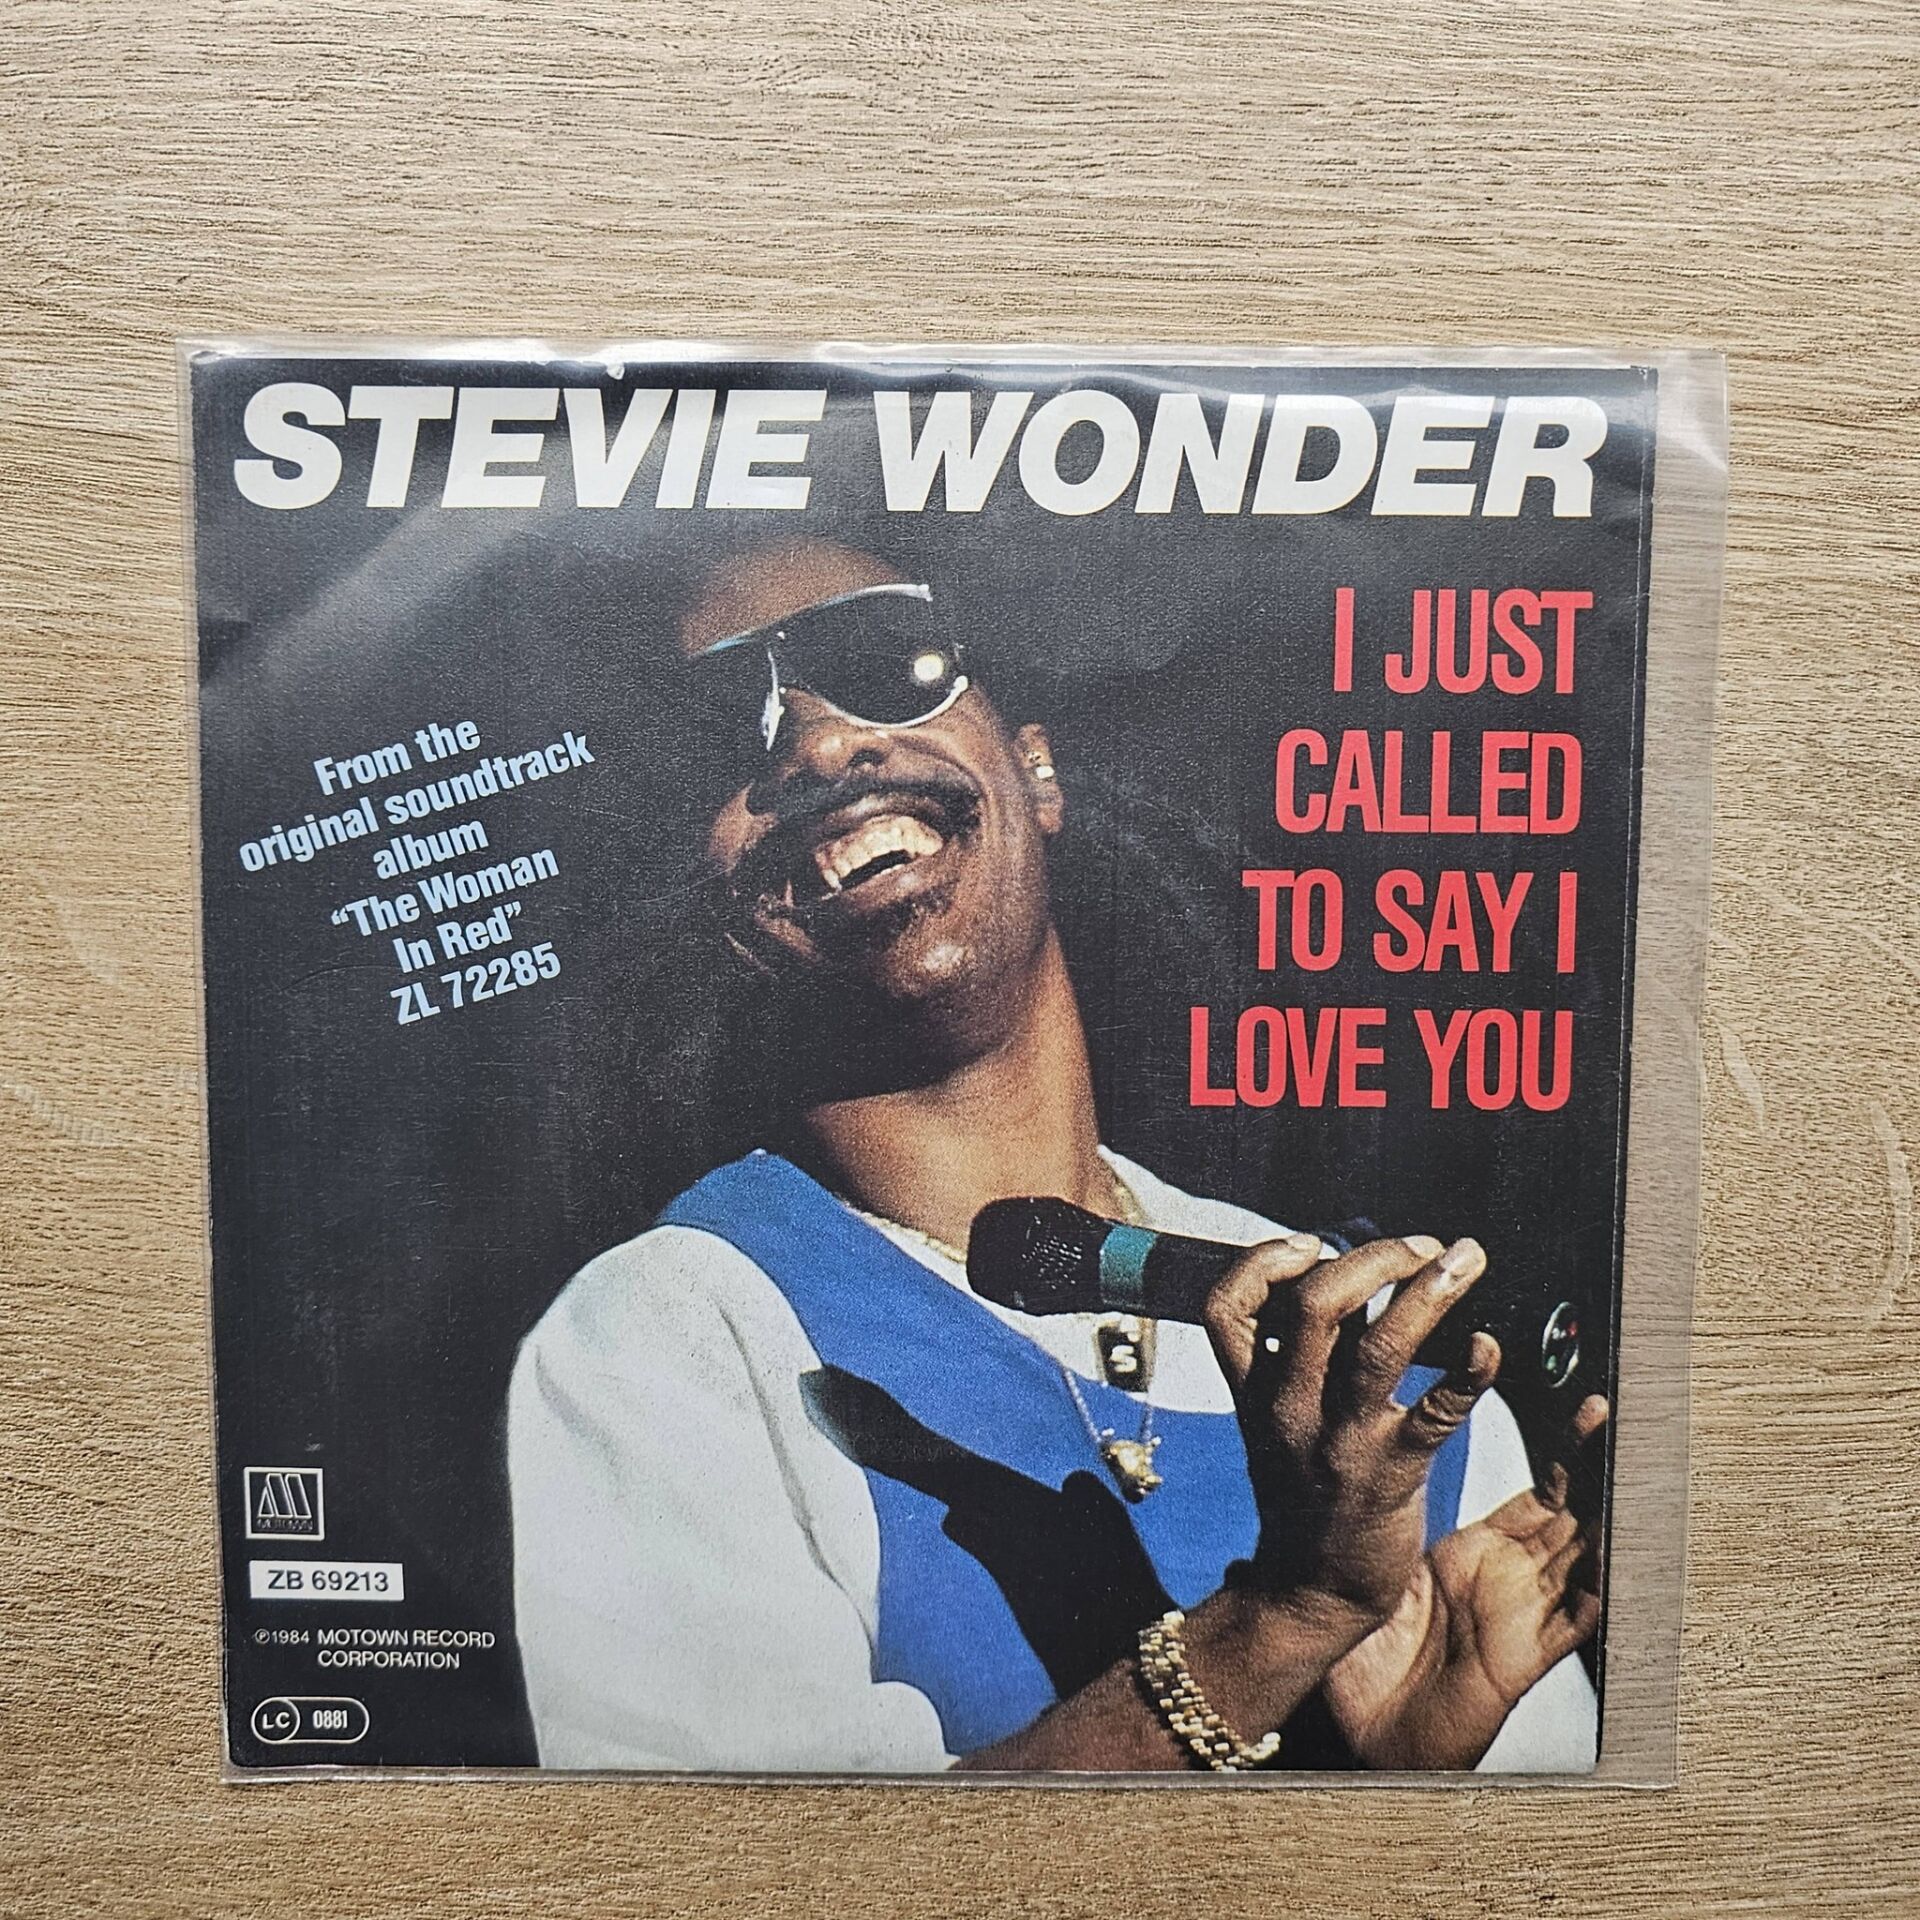 STEVIE WONDER
I JUST
CALLED
TO SAY I
LOVE YOU
From the
original soundtrack
album
“The Woman
In Red”
ZL 72285
S
MOTOWN
ZB 69213
℗1984 MOTOWN RECORD
CORPORATION
LC 0881